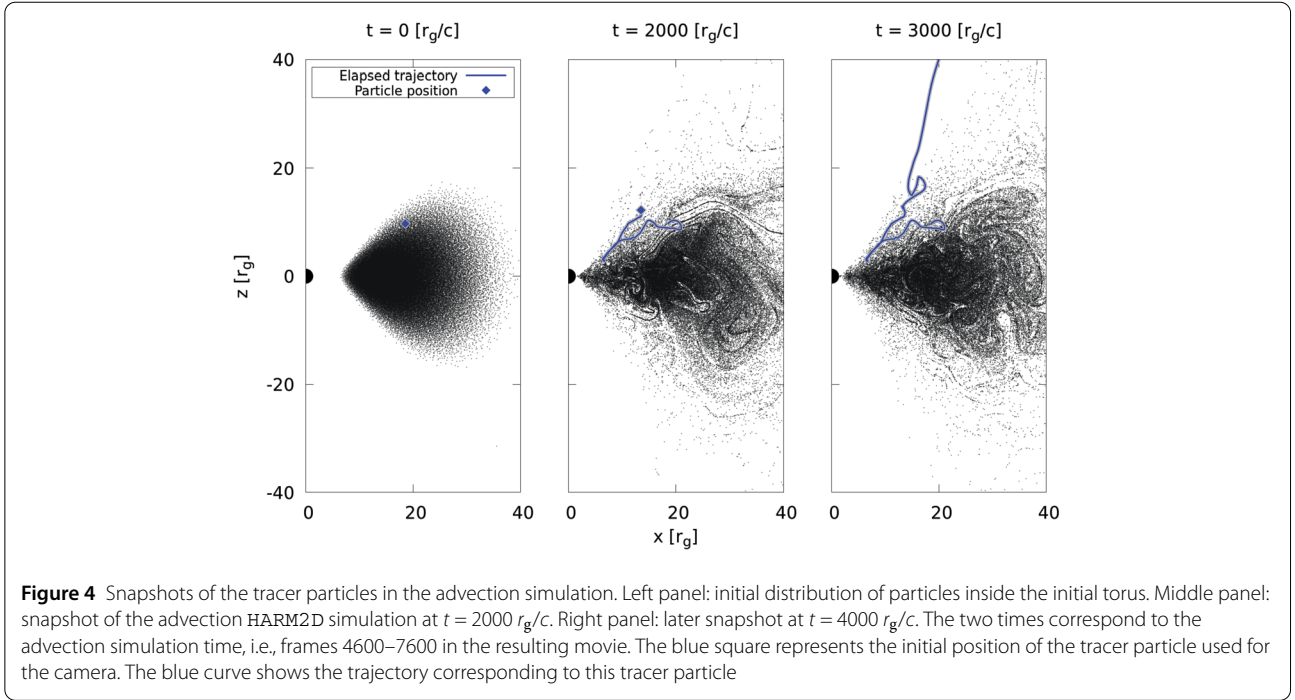 t = 0 [r_g/c] t = 2000 [r_g/c] t = 3000 [r_g/c]
40
Elapsed trajectory
Particle position
20
0
-20
-40
z [r_g]
0 20 40 0 20 40 0 20 40
x [r_g]
Figure 4 Snapshots of the tracer particles in the advection simulation. Left panel: initial distribution of particles inside the initial torus. Middle panel:
snapshot of the advection HARM2D simulation at t = 2000 r_g/c. Right panel: later snapshot at t = 4000 r_g/c. The two times correspond to the
advection simulation time, i.e., frames 4600–7600 in the resulting movie. The blue square represents the initial position of the tracer particle used for
the camera. The blue curve shows the trajectory corresponding to this tracer particle